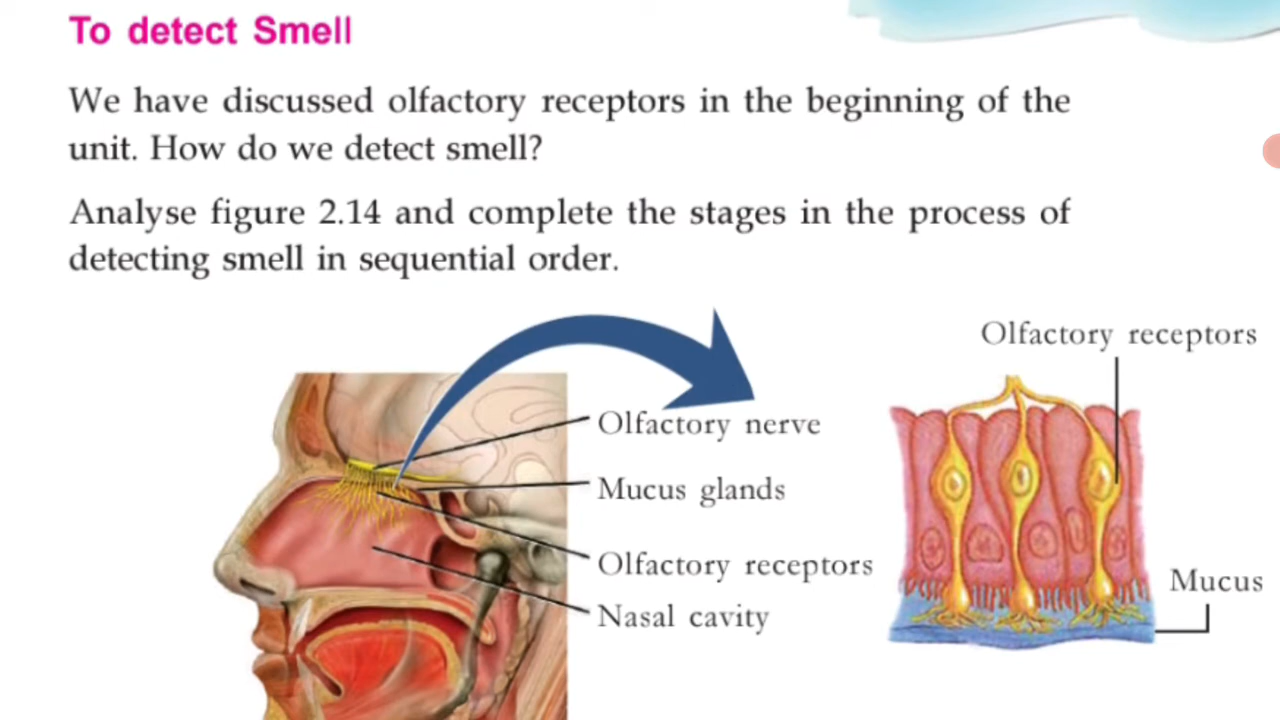 To detect Smell
We have discussed olfactory receptors in the beginning of the
unit. How do we detect smell?
Analyse figure 2.14 and complete the stages in the process of
detecting smell in sequential order.
Olfactory receptors
Olfactory nerve
Mucus glands
Olfactory receptors
Nasal cavity
Mucus